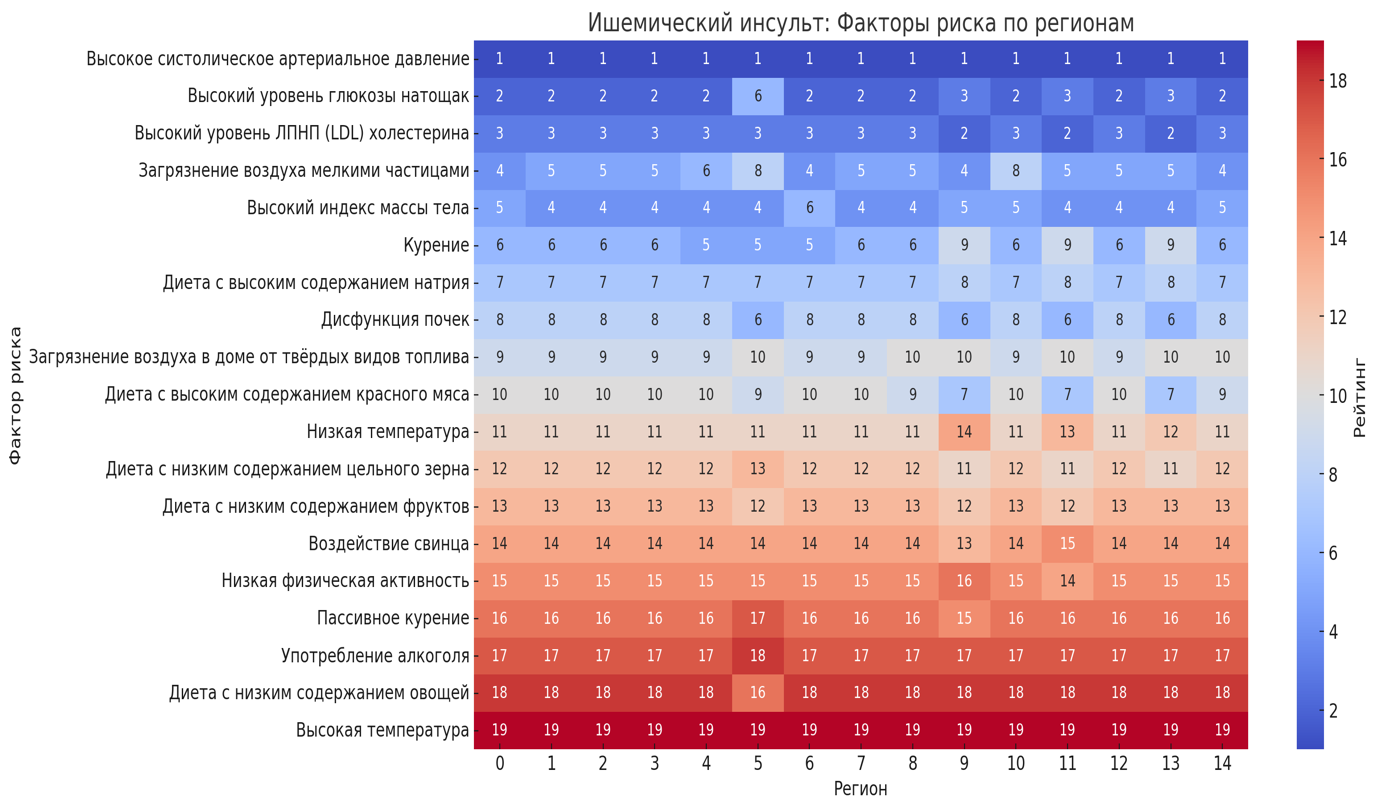 Ишемический инсульт: Факторы риска по регионам
Высокое систолическое артериальное давление 1 1 1 1 1 1 1 1 1 1 1 1 1 1 1
Высокий уровень глюкозы натощак 2 2 2 2 2 6 2 2 2 3 2 3 2 3 2
Высокий уровень ЛПНП (LDL) холестерина 3 3 3 3 3 3 3 3 3 2 3 2 3 2 3
Загрязнение воздуха мелкими частицами 4 5 5 5 6 8 4 5 5 4 8 5 5 5 4
Высокий индекс массы тела 5 4 4 4 4 4 6 4 4 5 5 4 4 4 5
Курение 6 6 6 6 5 5 5 6 6 9 6 9 6 9 6
Диета с высоким содержанием натрия 7 7 7 7 7 7 7 7 7 8 7 8 7 8 7
Дисфункция почек 8 8 8 8 8 6 8 8 8 6 8 6 8 6 8
Загрязнение воздуха в доме от твёрдых видов топлива 9 9 9 9 9 10 9 9 10 10 9 10 9 10 10
Диета с высоким содержанием красного мяса 10 10 10 10 10 9 10 10 9 7 10 7 10 7 9
Низкая температура 11 11 11 11 11 11 11 11 11 14 11 13 11 12 11
Диета с низким содержанием цельного зерна 12 12 12 12 12 13 12 12 12 11 12 11 12 11 12
Диета с низким содержанием фруктов 13 13 13 13 13 12 13 13 13 12 13 12 13 13 13
Воздействие свинца 14 14 14 14 14 14 14 14 14 13 14 15 14 14 14
Низкая физическая активность 15 15 15 15 15 15 15 15 15 16 15 14 15 15 15
Пассивное курение 16 16 16 16 16 17 16 16 16 15 16 16 16 16 16
Употребление алкоголя 17 17 17 17 17 18 17 17 17 17 17 17 17 17 17
Диета с низким содержанием овощей 18 18 18 18 18 16 18 18 18 18 18 18 18 18 18
Высокая температура 19 19 19 19 19 19 19 19 19 19 19 19 19 19 19
0 1 2 3 4 5 6 7 8 9 10 11 12 13 14
Регион
Фактор риска
18
16
14
12
10
8
6
4
2
Рейтинг